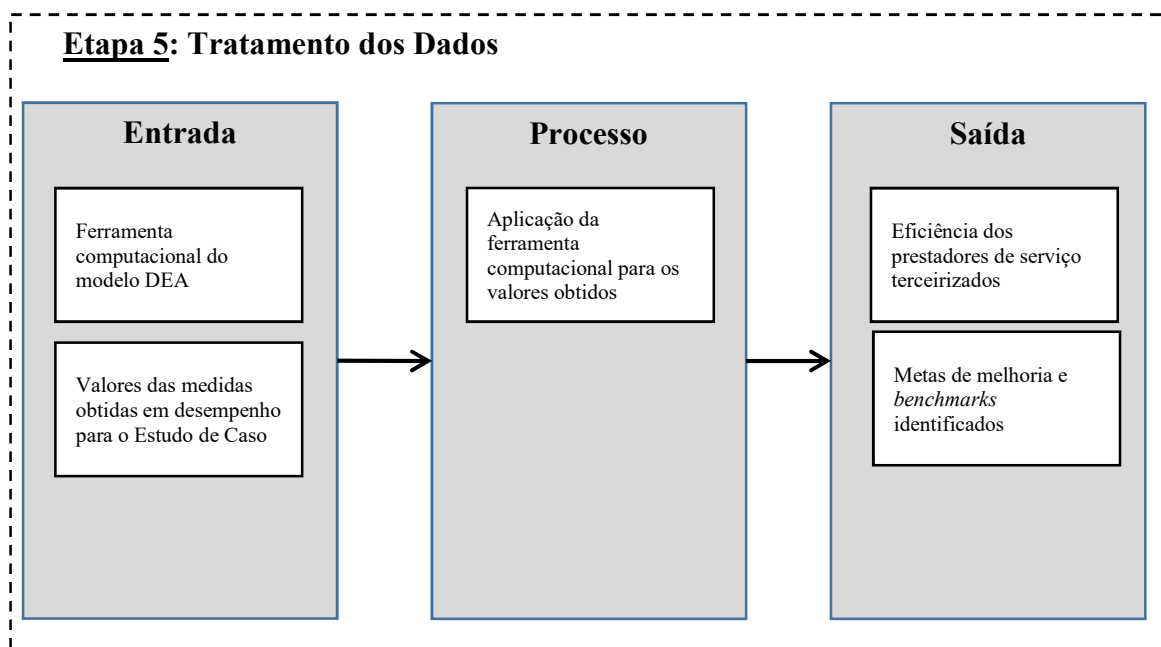 Etapa 5: Tratamento dos Dados
Entrada
Ferramenta
computacional do
modelo DEA
Valores das medidas
obtidas em desempenho
para o Estudo de Caso
Processo
Aplicação da
ferramenta
computacional para os
valores obtidos
Saída
Eficiência dos
prestadores de serviço
terceirizados
Metas de melhoria e
benchmarks
identificados